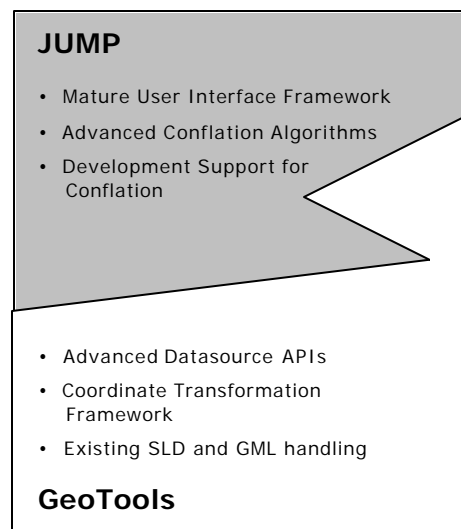 JUMP
• Mature User Interface Framework
• Advanced Conflation Algorithms
• Development Support for
Conflation
• Advanced Datasource APIs
• Coordinate Transformation
Framework
• Existing SLD and GML handling
GeoTools